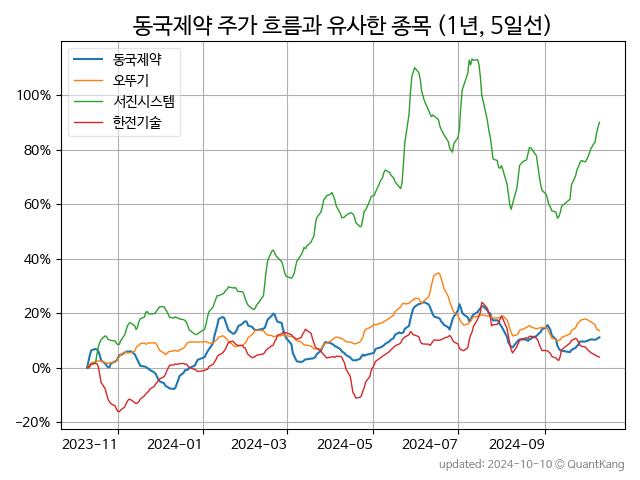 동국제약 주가 흐름과 유사한 종목 (1년, 5일선)
동국제약
오뚜기
서진시스템
한전기술
100%
80%
60%
40%
20%
0%
−20%
2023-11
2024-01
2024-03
2024-05
2024-07
2024-09
updated: 2024-10-10 © QuantKang